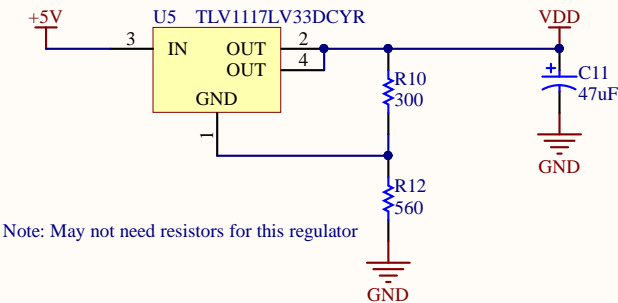 +5V
U5 TLV1117LV33DCYR
VDD
3 IN OUT 2
OUT 4
GND
1
R10
300
+ C11
47uF
GND
R12
560
Note: May not need resistors for this regulator
GND